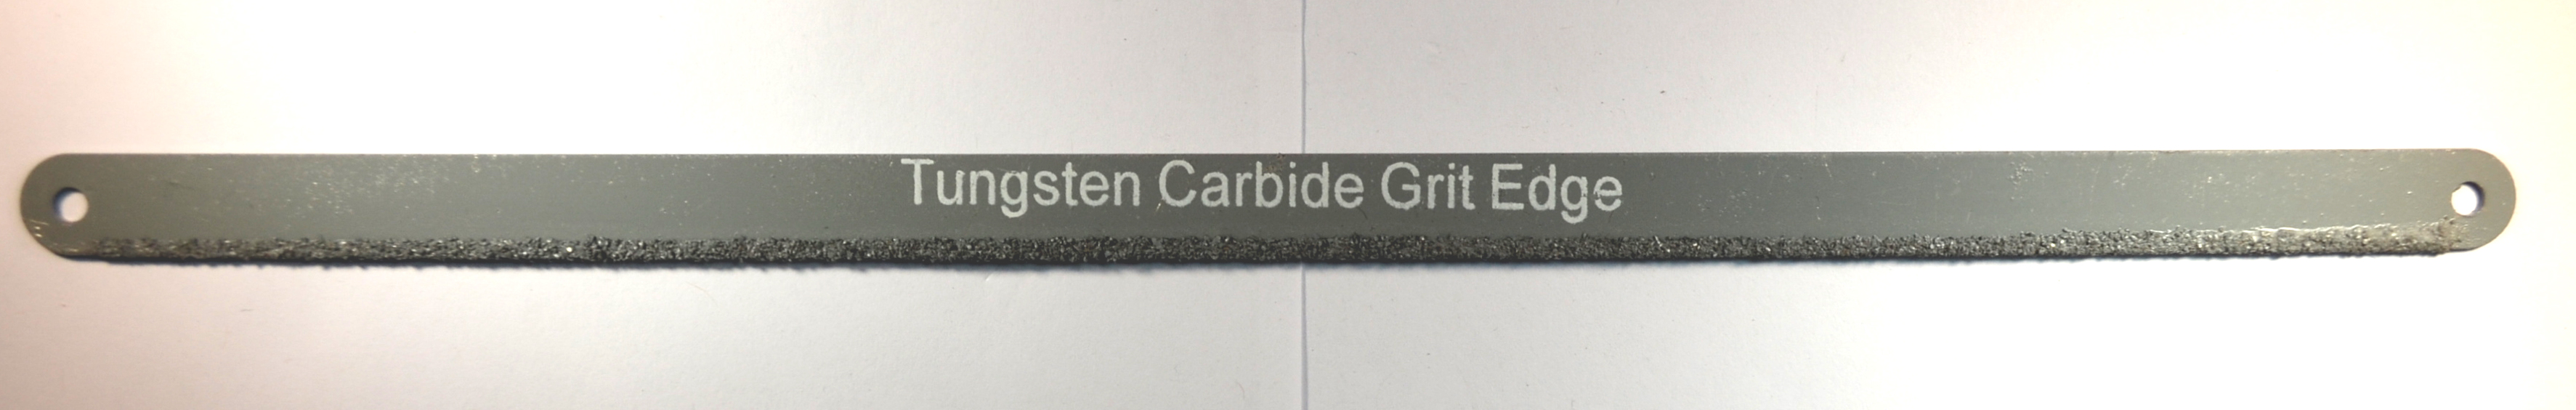 Tungsten Carbide Grit Edge